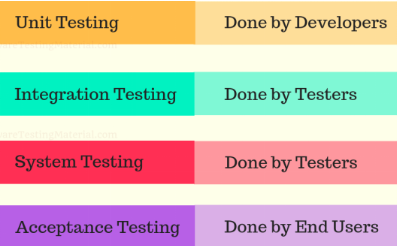 Unit Testing Done by Developers
Integration Testing Done by Testers
System Testing Done by Testers
Acceptance Testing Done by End Users